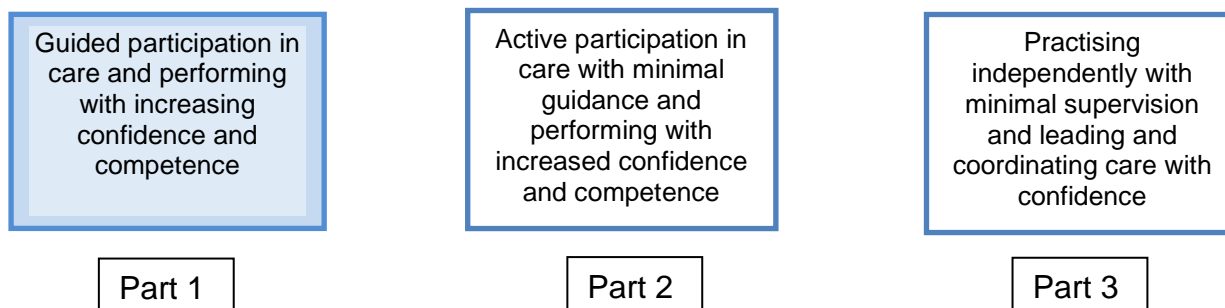 Guided participation in
care and performing
with increasing
confidence and
competence
Part 1
Active participation in
care with minimal
guidance and
performing with
increased confidence
and competence
Part 2
Practising
independently with
minimal supervision
and leading and
coordinating care with
confidence
Part 3